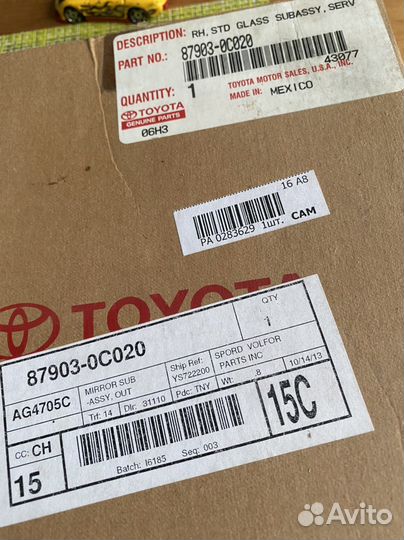 DESCRIPTION: RH, STD GLASS SUBASSY, SERV
PART NO.: 87903-0C020
43077
QUANTITY: 1
TOYOTA MOTOR SALES, U.S.A., INC.
MADE IN: MEXICO
TOYOTA
GENUINE PARTS
06H3
16 A8
PA 0283629 1шт. CAM
TOYOTA
87903-0C020
QTY
1
AG4705C
MIRROR SUB
-ASSY, OUT
Ship Ref:
YS722200
SPORD VOLFOR
PARTS INC
Trf: 14
Dlr: 31110
Pdc: TNY
Wt: .8
10/14/13
CC: CH
15
Batch: I6185 Seq: 003
15C
Avito